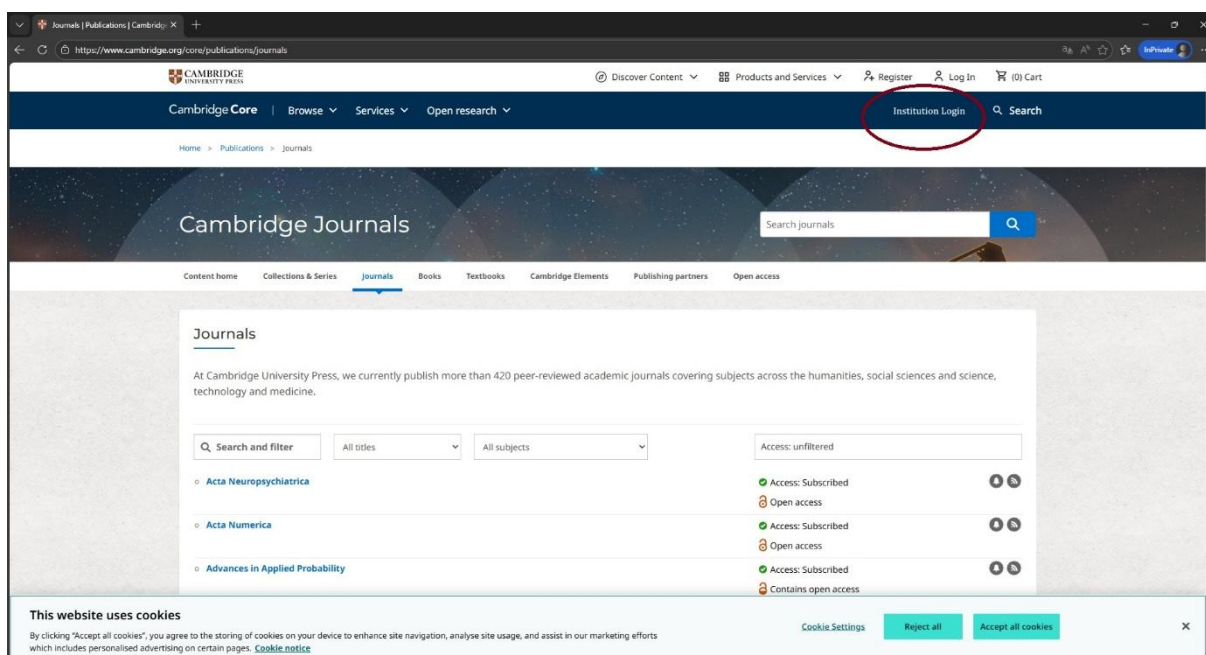 Journals | Publications | Cambridg
https://www.cambridge.org/core/publications/journals
InPrivate
CAMBRIDGE
UNIVERSITY PRESS
Discover Content
Products and Services
Register
Log In
(0) Cart
Cambridge Core | Browse Services Open research
Institution Login
Search
Home > Publications > Journals
Cambridge Journals
Search journals
Content home Collections & Series Journals Books Textbooks Cambridge Elements Publishing partners Open access
Journals
At Cambridge University Press, we currently publish more than 420 peer-reviewed academic journals covering subjects across the humanities, social sciences and science,
technology and medicine.
Search and filter All titles All subjects Access: unfiltered
Acta Neuropsychiatrica Access: Subscribed
Open access
Acta Numerica Access: Subscribed
Open access
Advances in Applied Probability Access: Subscribed
Contains open access
This website uses cookies
By clicking "Accept all cookies", you agree to the storing of cookies on your device to enhance site navigation, analyse site usage, and assist in our marketing efforts
which includes personalised advertising on certain pages. Cookie notice
Cookie Settings Reject all Accept all cookies